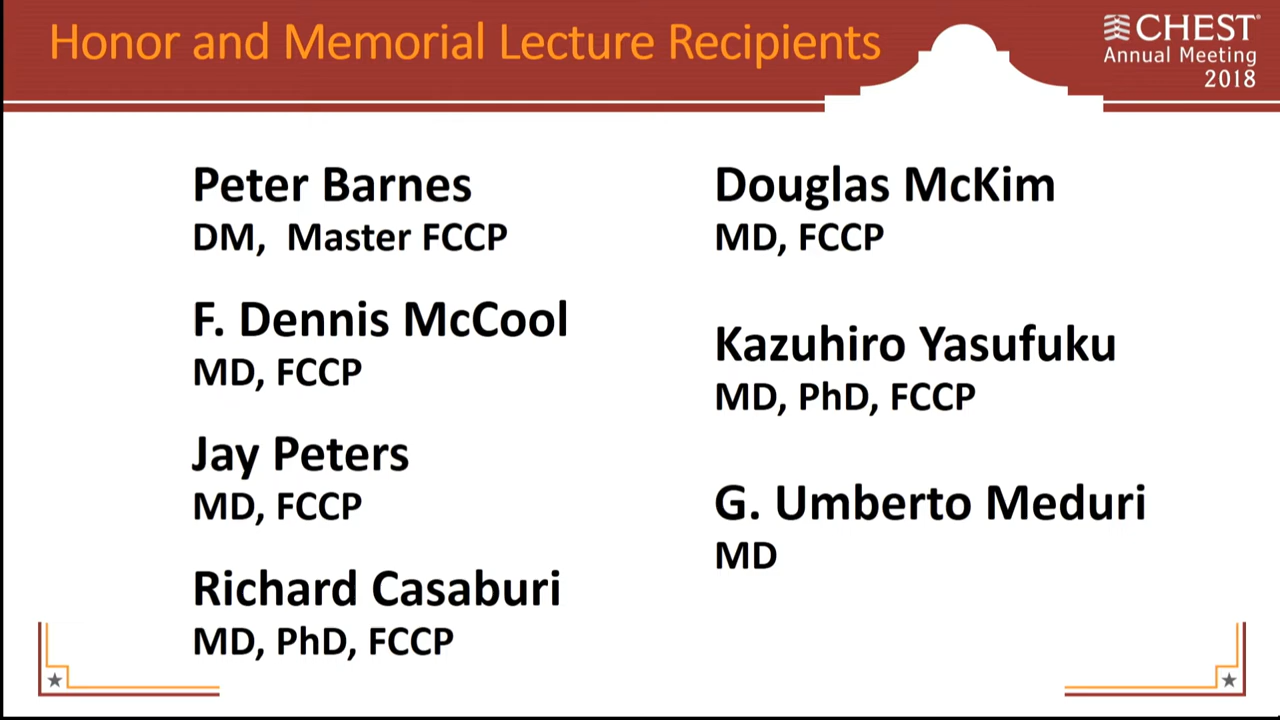 Honor and Memorial Lecture Recipients
CHEST®
Annual Meeting
2018
Peter Barnes
DM, Master FCCP
F. Dennis McCool
MD, FCCP
Jay Peters
MD, FCCP
Richard Casaburi
MD, PhD, FCCP
Douglas McKim
MD, FCCP
Kazuhiro Yasufuku
MD, PhD, FCCP
G. Umberto Meduri
MD